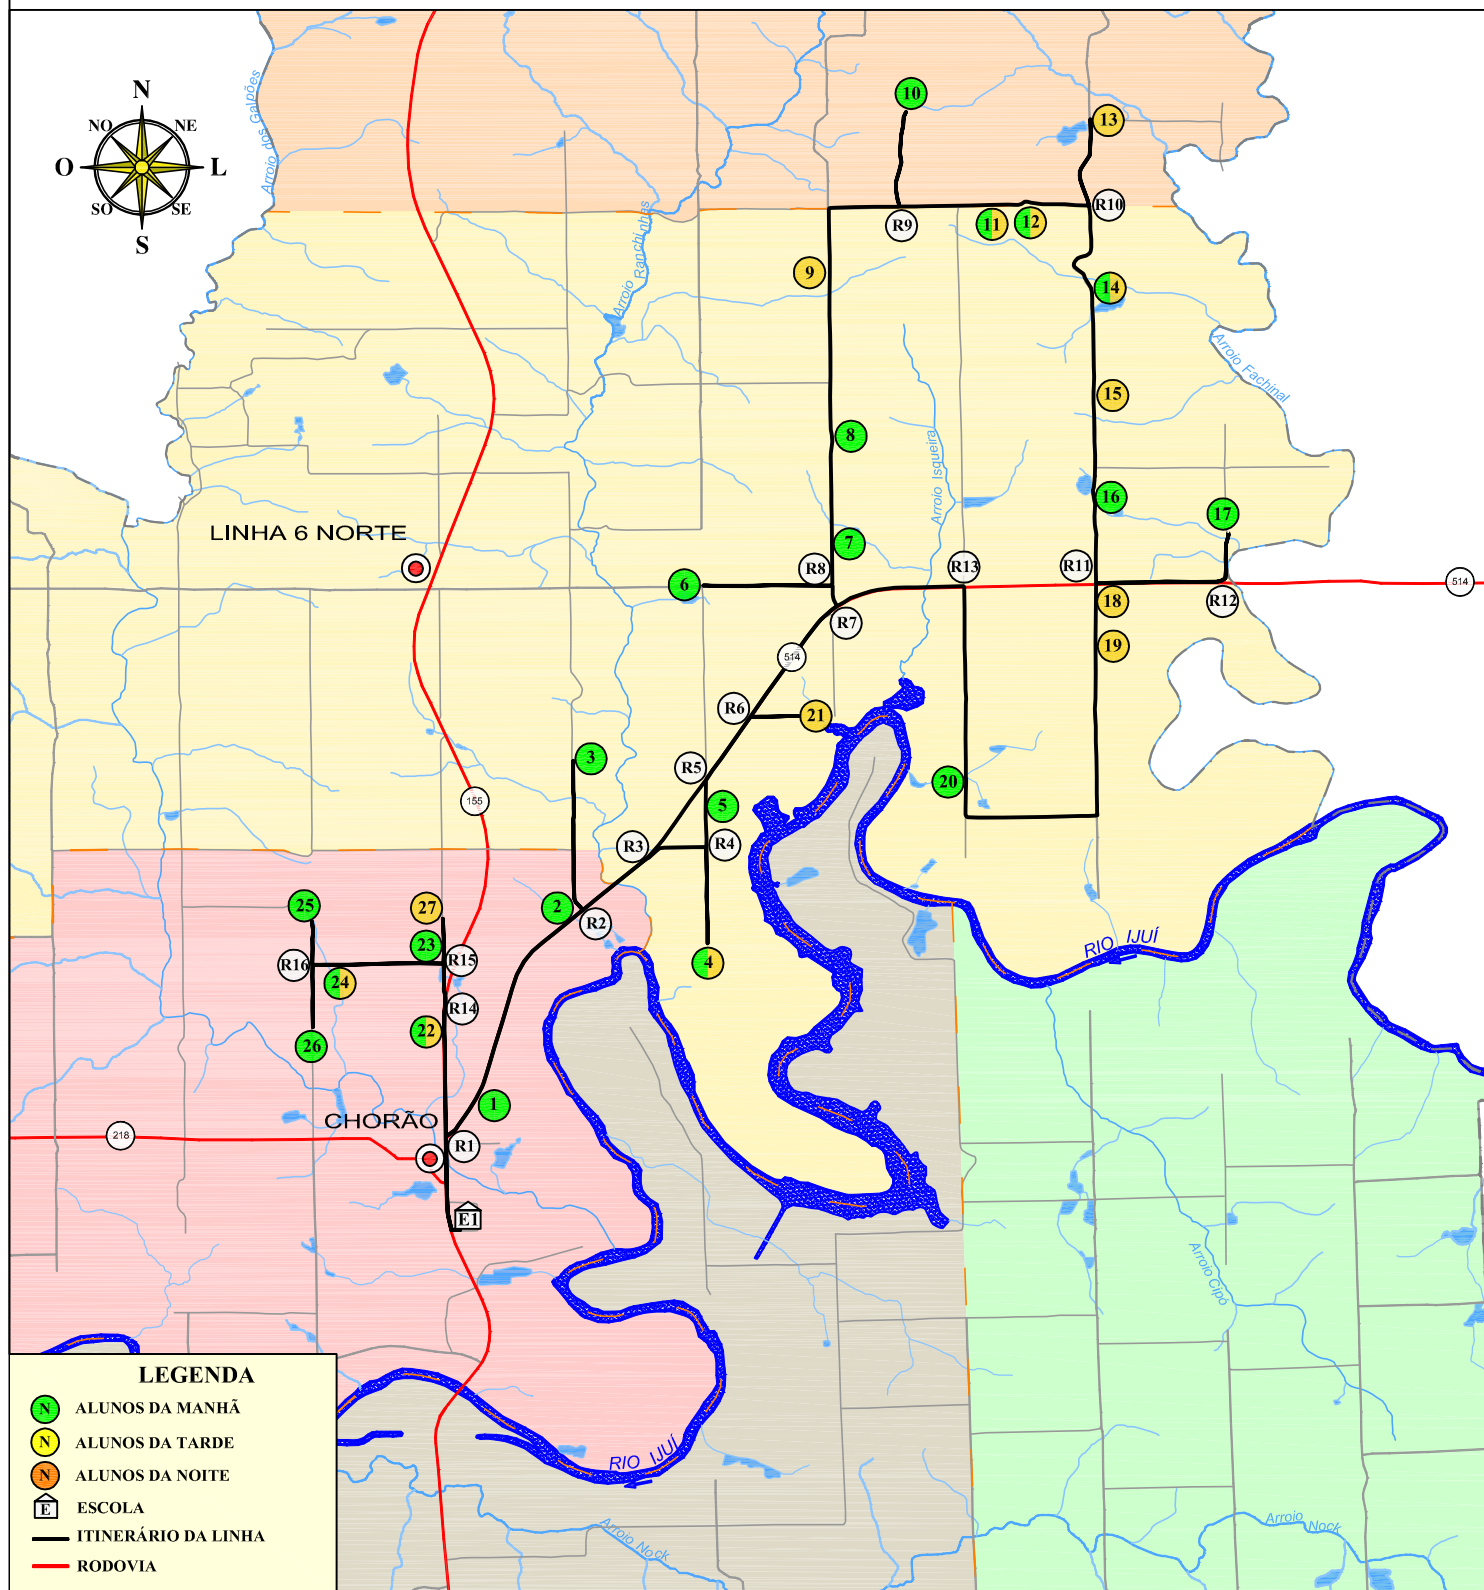 N
NO
NE
O
L
SO
SE
S
Arroio dos Galpões
10
13
R9
11
12
R10
Arroio Ranchinhos
9
14
Arroio Fachinal
15
8
Arroio Isqueira
16
17
LINHA 6 NORTE
7
R8
R13
R11
6
514
18
R12
R7
19
514
R6
21
3
R5
20
155
5
R3
R4
25
27
2
R2
23
R15
R16
24
4
RIO IJUÍ
R14
22
26
1
CHORÃO
218
R1
E1
Arroio Cipó
LEGENDA
N ALUNOS DA MANHÃ
N ALUNOS DA TARDE
N ALUNOS DA NOITE
E ESCOLA
ITINERÁRIO DA LINHA
RODOVIA
RIO IJUÍ
Arroio Nock
Arroio Nock